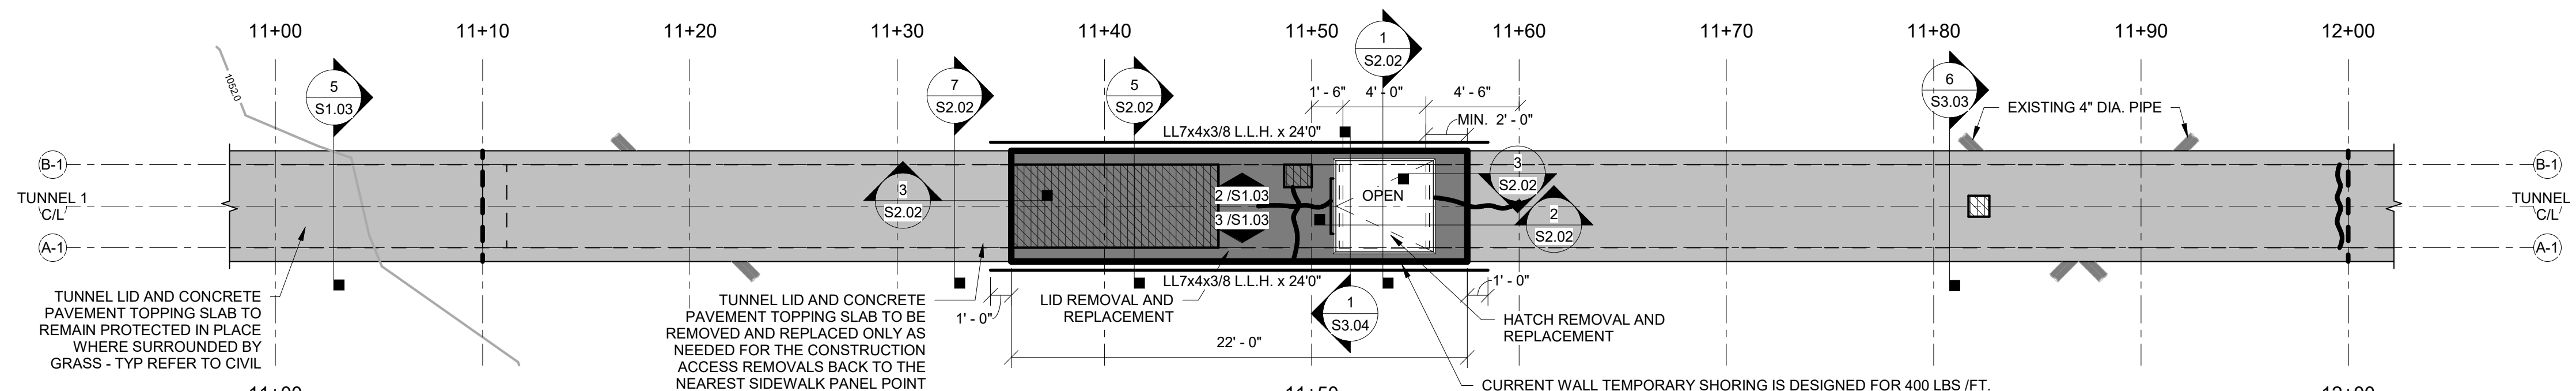 11+00
11+10
11+20
11+30
11+40
11+50
11+60
11+70
11+80
11+90
12+00
1052.0
5
S1.03
7
S2.02
5
S2.02
1
S2.02
6
S3.03
1' - 6"
4' - 0"
4' - 6"
MIN. 2' - 0"
EXISTING 4" DIA. PIPE
LL7x4x3/8 L.L.H. x 24'0"
B-1
B-1
TUNNEL 1
C/L
TUNNEL
C/L
A-1
A-1
3
S2.02
2 /S1.03
3 /S1.03
OPEN
3
S2.02
2
S2.02
LL7x4x3/8 L.L.H. x 24'0"
1' - 0"
1' - 0"
1
S3.04
22' - 0"
TUNNEL LID AND CONCRETE
PAVEMENT TOPPING SLAB TO
REMAIN PROTECTED IN PLACE
WHERE SURROUNDED BY
GRASS - TYP REFER TO CIVIL
TUNNEL LID AND CONCRETE
PAVEMENT TOPPING SLAB TO BE
REMOVED AND REPLACED ONLY AS
NEEDED FOR THE CONSTRUCTION
ACCESS REMOVALS BACK TO THE
NEAREST SIDEWALK PANEL POINT
LID REMOVAL AND
REPLACEMENT
HATCH REMOVAL AND
REPLACEMENT
CURRENT WALL TEMPORARY SHORING IS DESIGNED FOR 400 LBS /FT.
11+00
11+50
12+00